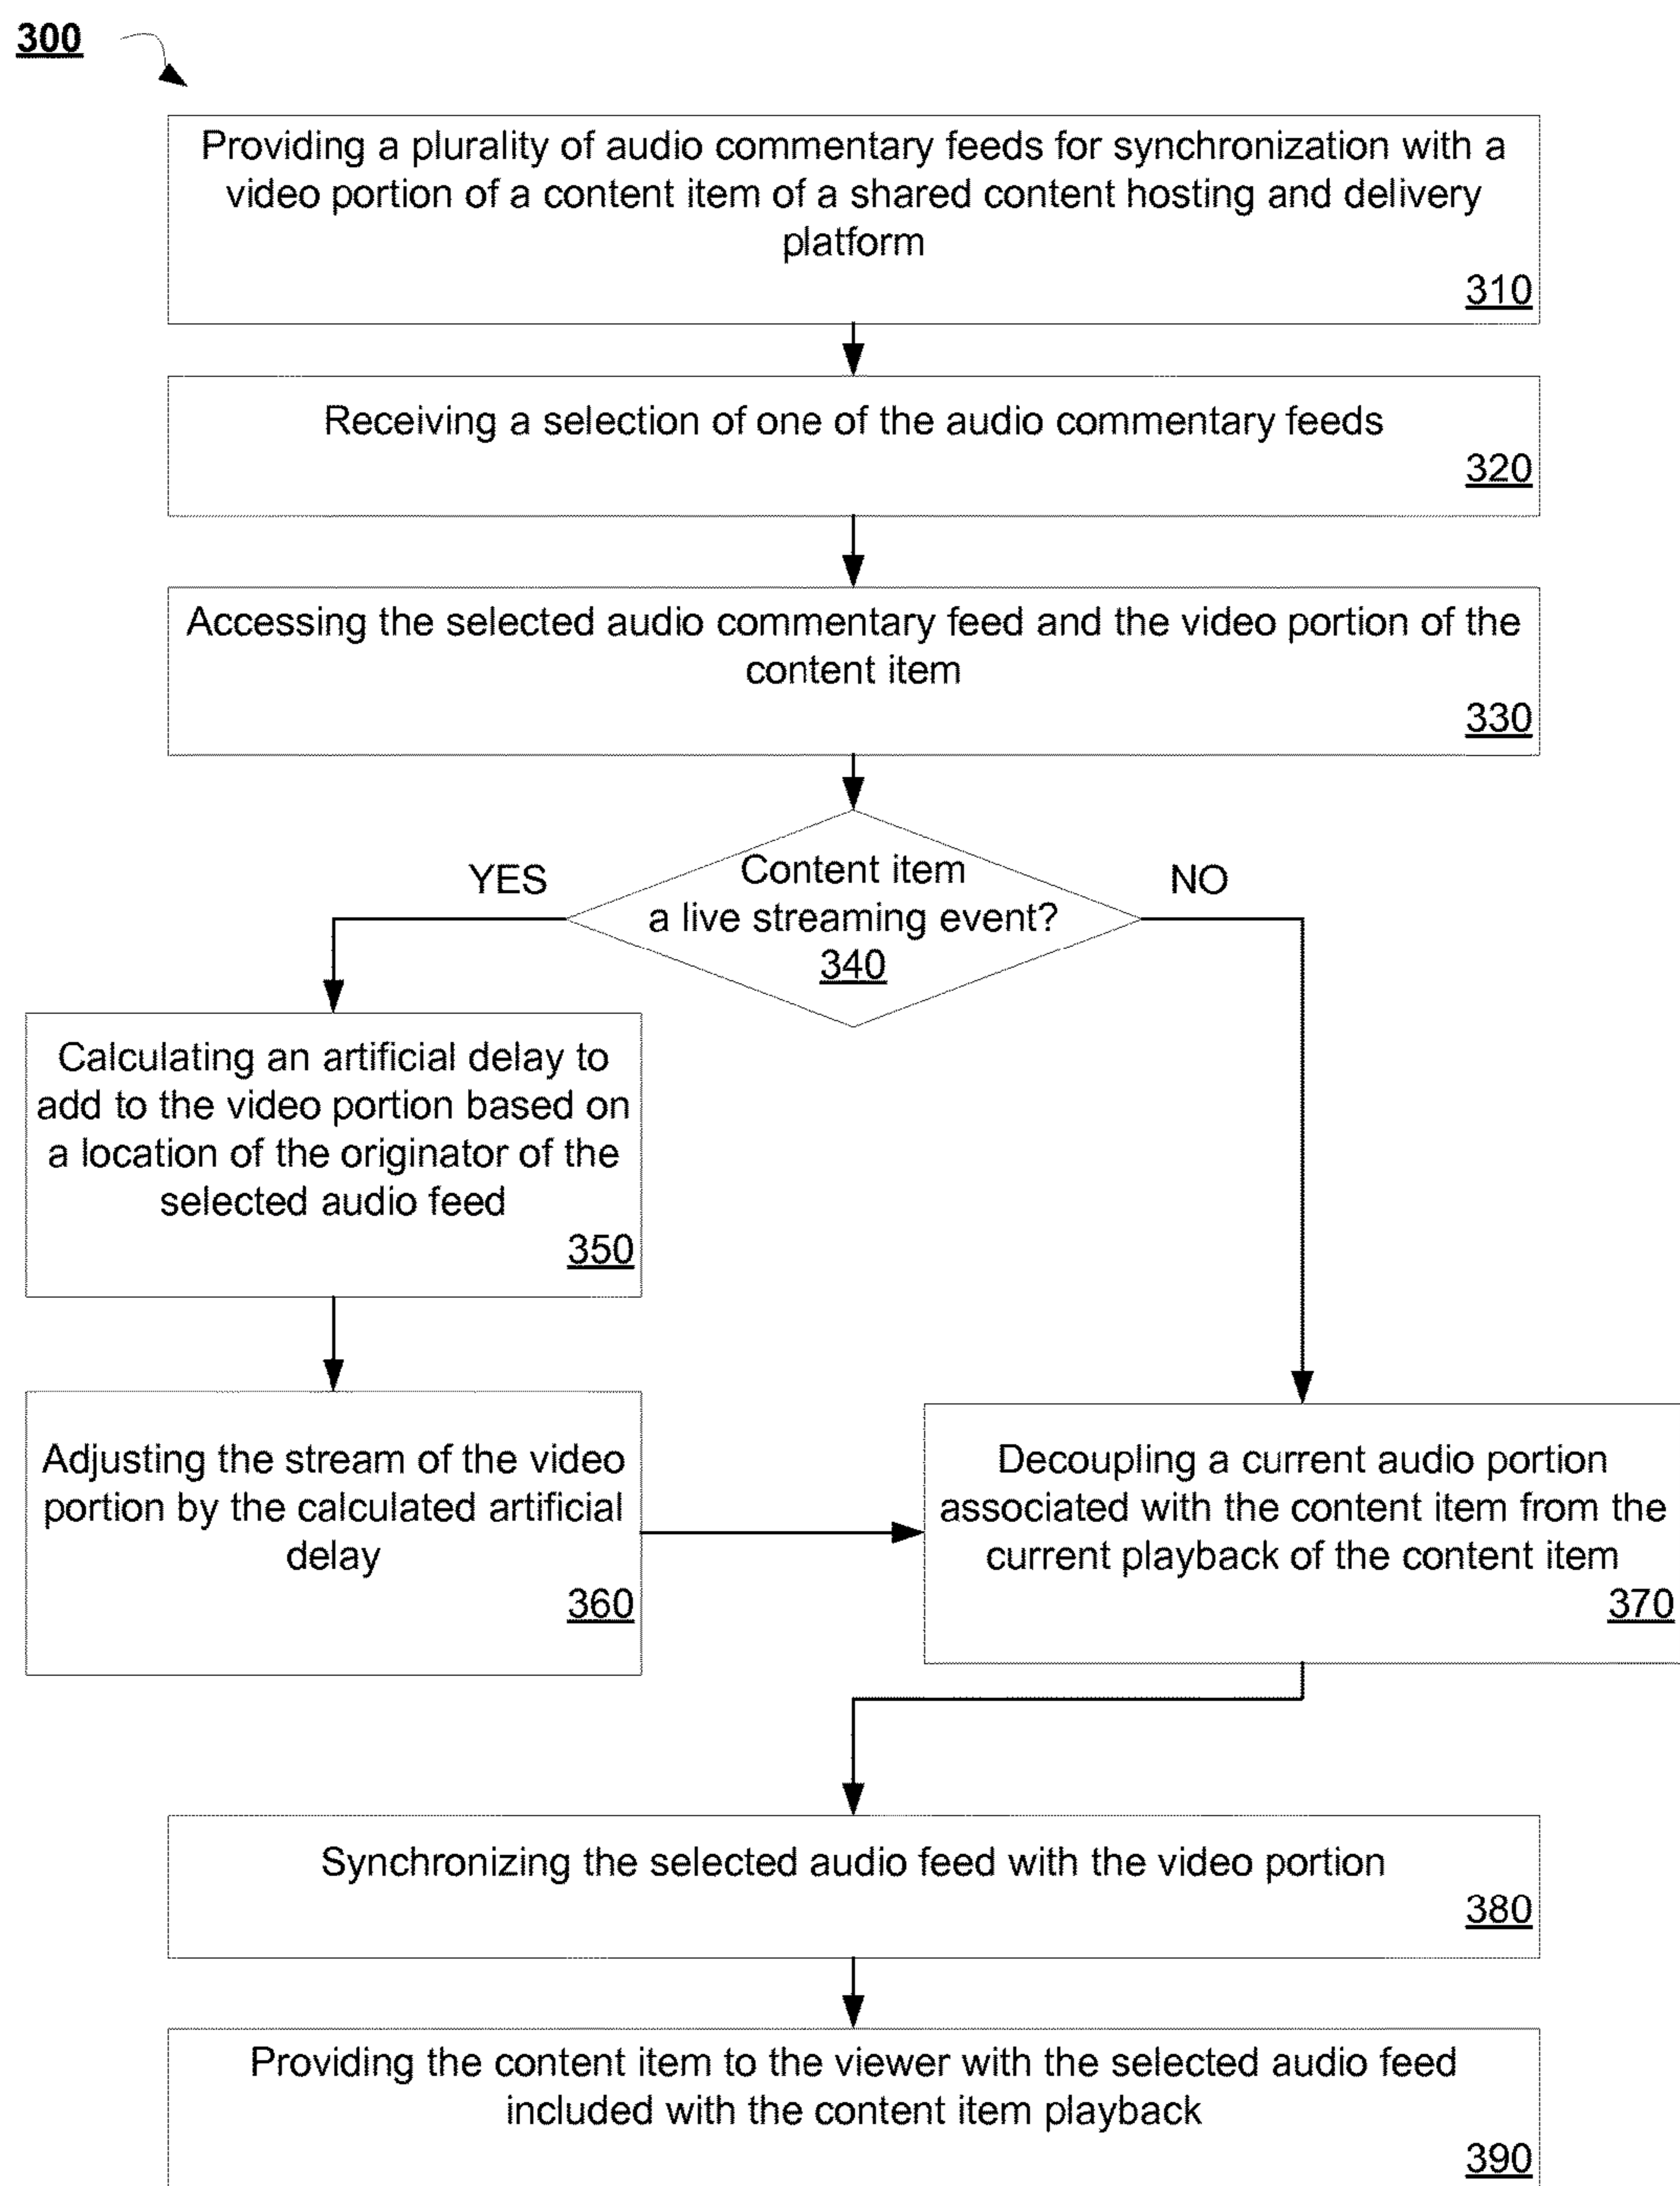 300
Providing a plurality of audio commentary feeds for synchronization with a
video portion of a content item of a shared content hosting and delivery
platform
310
Receiving a selection of one of the audio commentary feeds
320
Accessing the selected audio commentary feed and the video portion of the
content item
330
Content item
a live streaming event?
340
YES
NO
Calculating an artificial delay to
add to the video portion based on
a location of the originator of the
selected audio feed
350
Adjusting the stream of the video
portion by the calculated artificial
delay
360
Decoupling a current audio portion
associated with the content item from the
current playback of the content item
370
Synchronizing the selected audio feed with the video portion
380
Providing the content item to the viewer with the selected audio feed
included with the content item playback
390